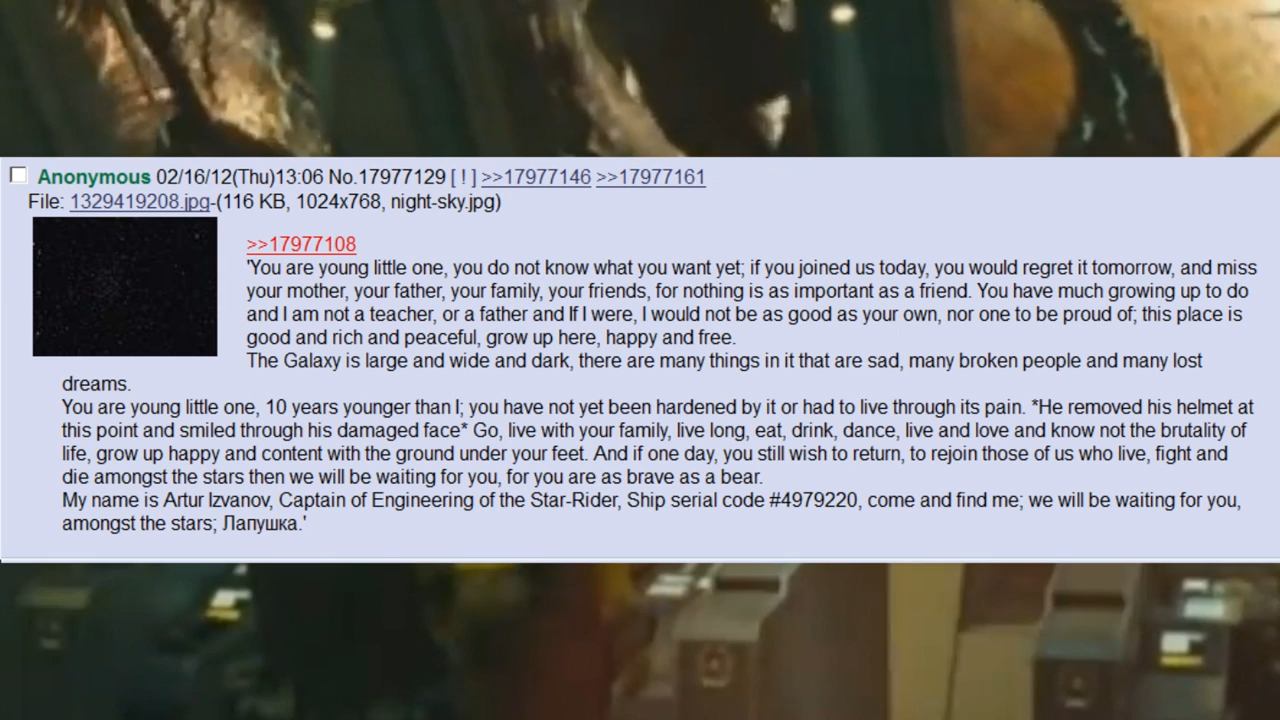 Anonymous 02/16/12(Thu)13:06 No.17977129 [ ! ] >>17977146 >>17977161
File: 1329419208.jpg-(116 KB, 1024x768, night-sky.jpg)
>>17977108
'You are young little one, you do not know what you want yet; if you joined us today, you would regret it tomorrow, and miss
your mother, your father, your family, your friends, for nothing is as important as a friend. You have much growing up to do
and I am not a teacher, or a father and If I were, I would not be as good as your own, nor one to be proud of; this place is
good and rich and peaceful, grow up here, happy and free.
The Galaxy is large and wide and dark, there are many things in it that are sad, many broken people and many lost
dreams.
You are young little one, 10 years younger than I; you have not yet been hardened by it or had to live through its pain. *He removed his helmet at
this point and smiled through his damaged face* Go, live with your family, live long, eat, drink, dance, live and love and know not the brutality of
life, grow up happy and content with the ground under your feet. And if one day, you still wish to return, to rejoin those of us who live, fight and
die amongst the stars then we will be waiting for you, for you are as brave as a bear.
My name is Artur Izvanov, Captain of Engineering of the Star-Rider, Ship serial code #4979220, come and find me; we will be waiting for you,
amongst the stars; Лапушка.'